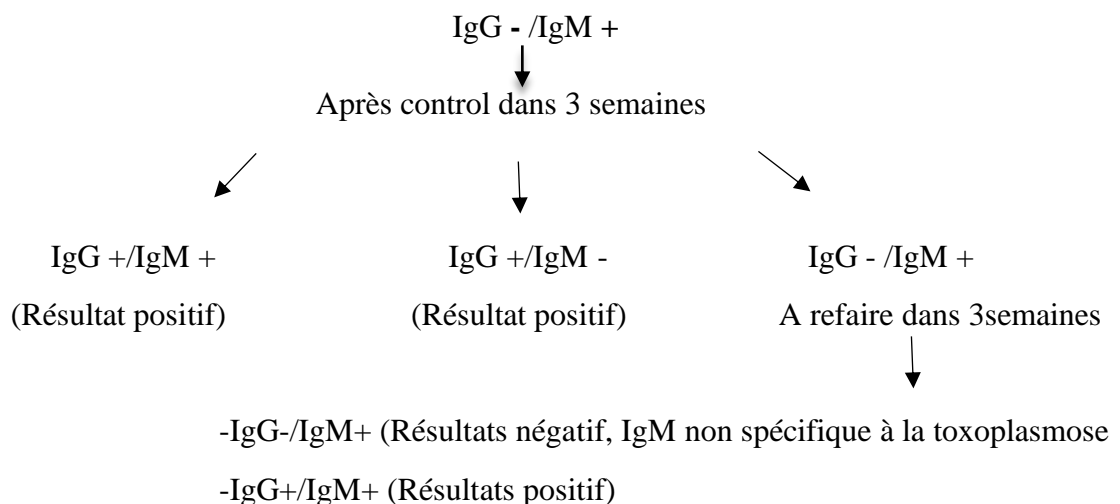 IgG - /IgM +
Après control dans 3 semaines
IgG +/IgM + IgG +/IgM - IgG - /IgM +
(Résultat positif) (Résultat positif) A refaire dans 3semaines
-IgG-/IgM+ (Résultats négatif, IgM non spécifique à la toxoplasmose
-IgG+/IgM+ (Résultats positif)